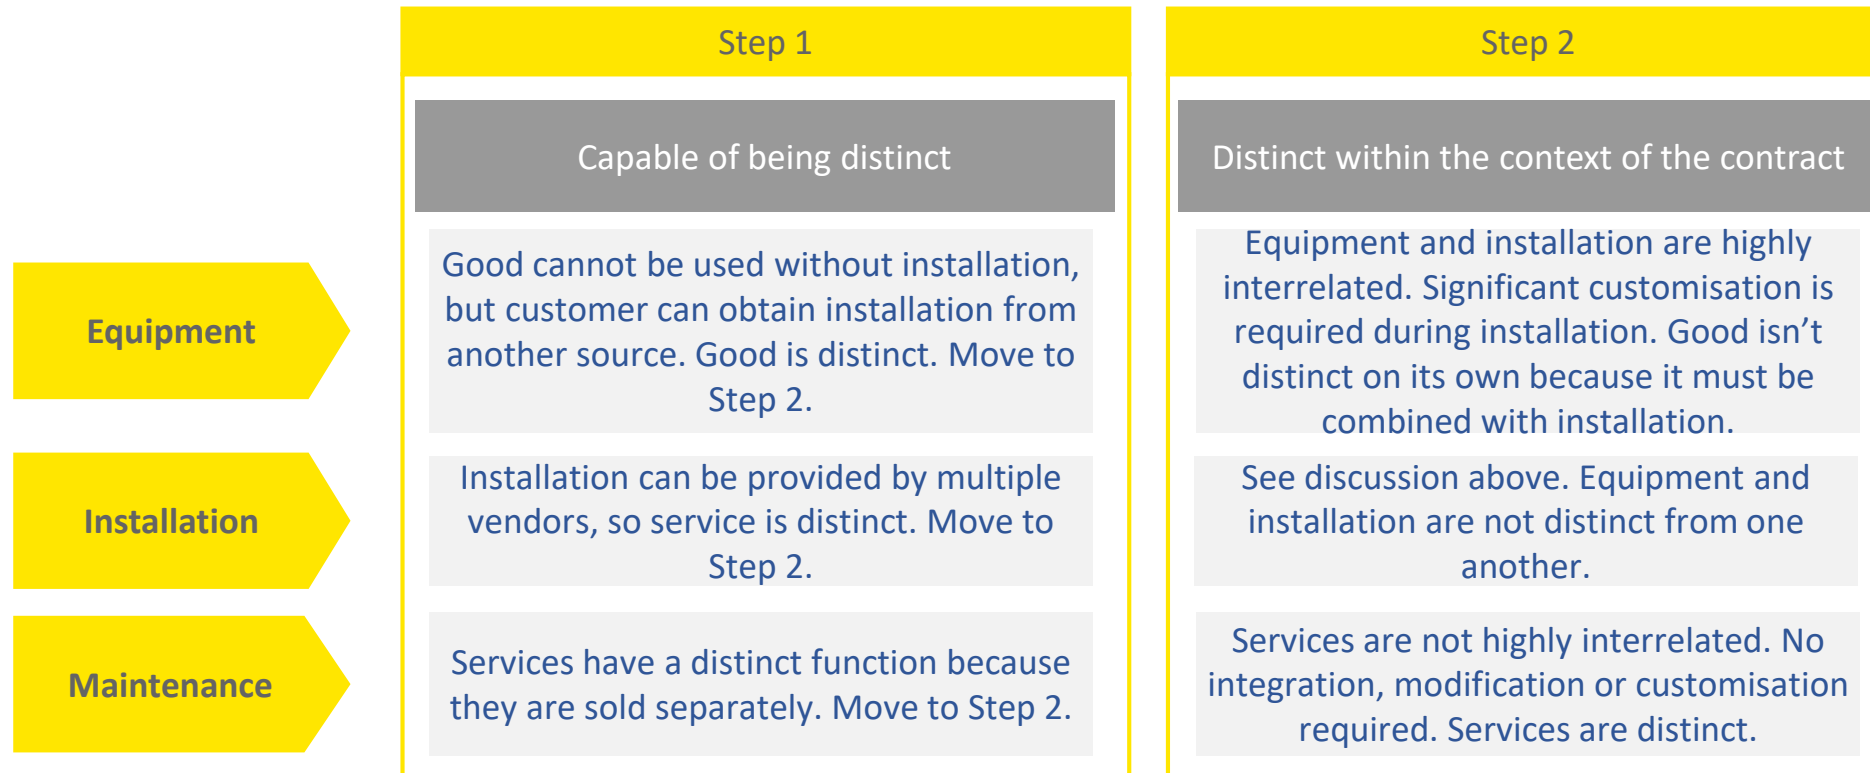 Step 1
Step 2
Capable of being distinct
Distinct within the context of the contract
Equipment
Good cannot be used without installation,
but customer can obtain installation from
another source. Good is distinct. Move to
Step 2.
Equipment and installation are highly
interrelated. Significant customisation is
required during installation. Good isn’t
distinct on its own because it must be
combined with installation.
Installation
Installation can be provided by multiple
vendors, so service is distinct. Move to
Step 2.
See discussion above. Equipment and
installation are not distinct from one
another.
Maintenance
Services have a distinct function because
they are sold separately. Move to Step 2.
Services are not highly interrelated. No
integration, modification or customisation
required. Services are distinct.